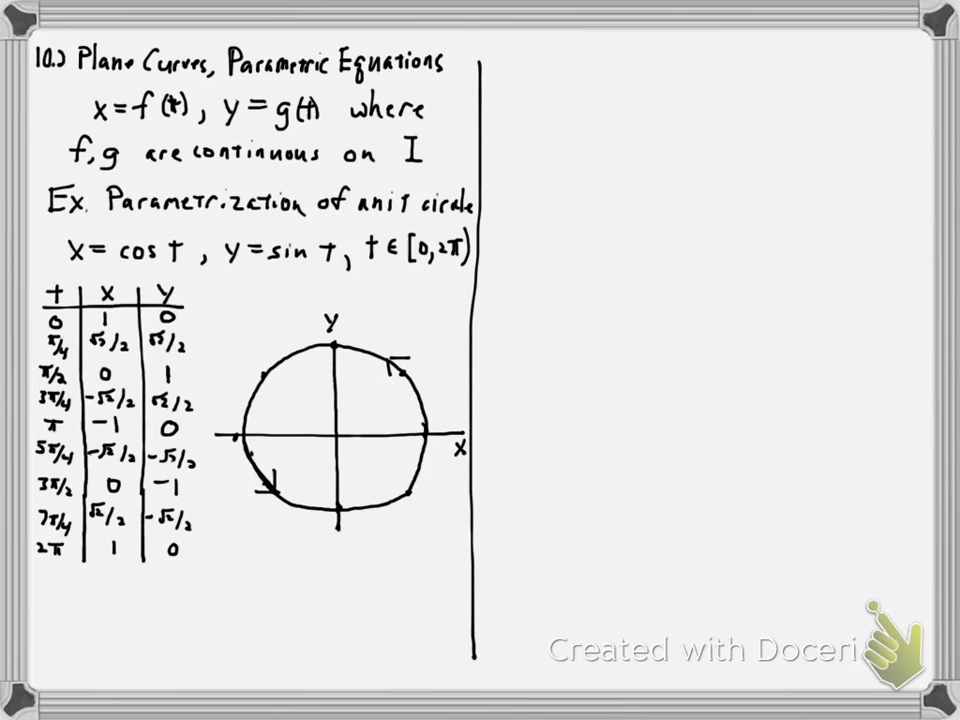 10.2 Plane Curves, Parametric Equations
x = f(t), y = g(t) where
f,g are continuous on I
Ex. Parametrization of unit circle
x = cos t, y = sin t, t ∈ [0, 2π)
t | x | y
0 | 1 | 0
π/4 | √2/2 | √2/2
π/2 | 0 | 1
3π/4 | -√2/2 | √2/2
π | -1 | 0
5π/4 | -√2/2 | -√2/2
3π/2 | 0 | -1
7π/4 | √2/2 | -√2/2
2π | 1 | 0
y
x
Created with Doceri